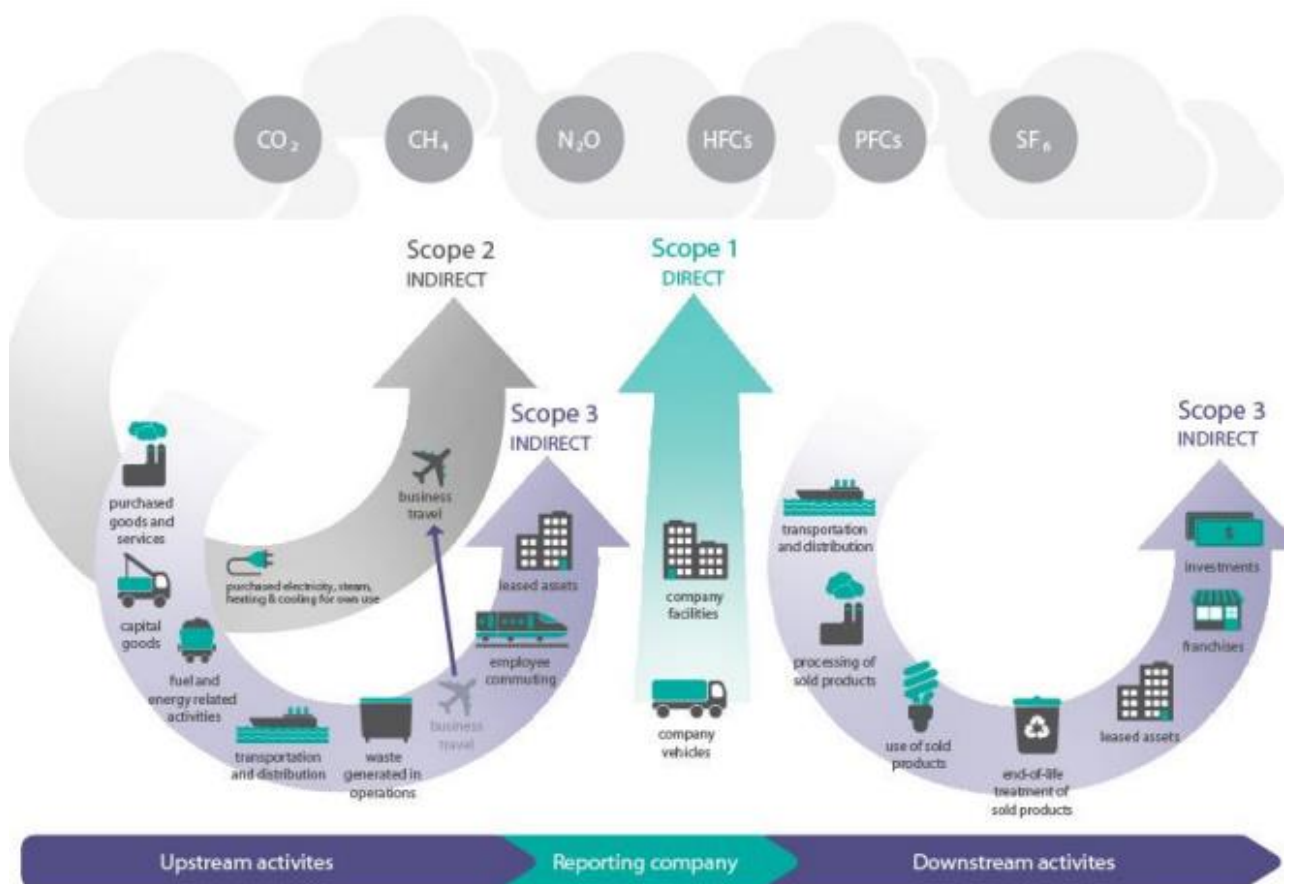 CO₂
CH₄
N₂O
HFCs
PFCs
SF₆
Scope 2
INDIRECT
Scope 1
DIRECT
Scope 3
INDIRECT
Scope 3
INDIRECT
purchased
goods and
services
capital
goods
fuel and
energy related
activities
purchased electricity, steam,
heating & cooling for own use
transportation
and distribution
waste
generated in
operations
business
travel
business
travel
employee
commuting
leased assets
company
facilities
company
vehicles
transportation
and distribution
processing of
sold products
use of sold
products
end-of-life
treatment of
sold products
leased assets
franchises
investments
$
Upstream activites
Reporting company
Downstream activites